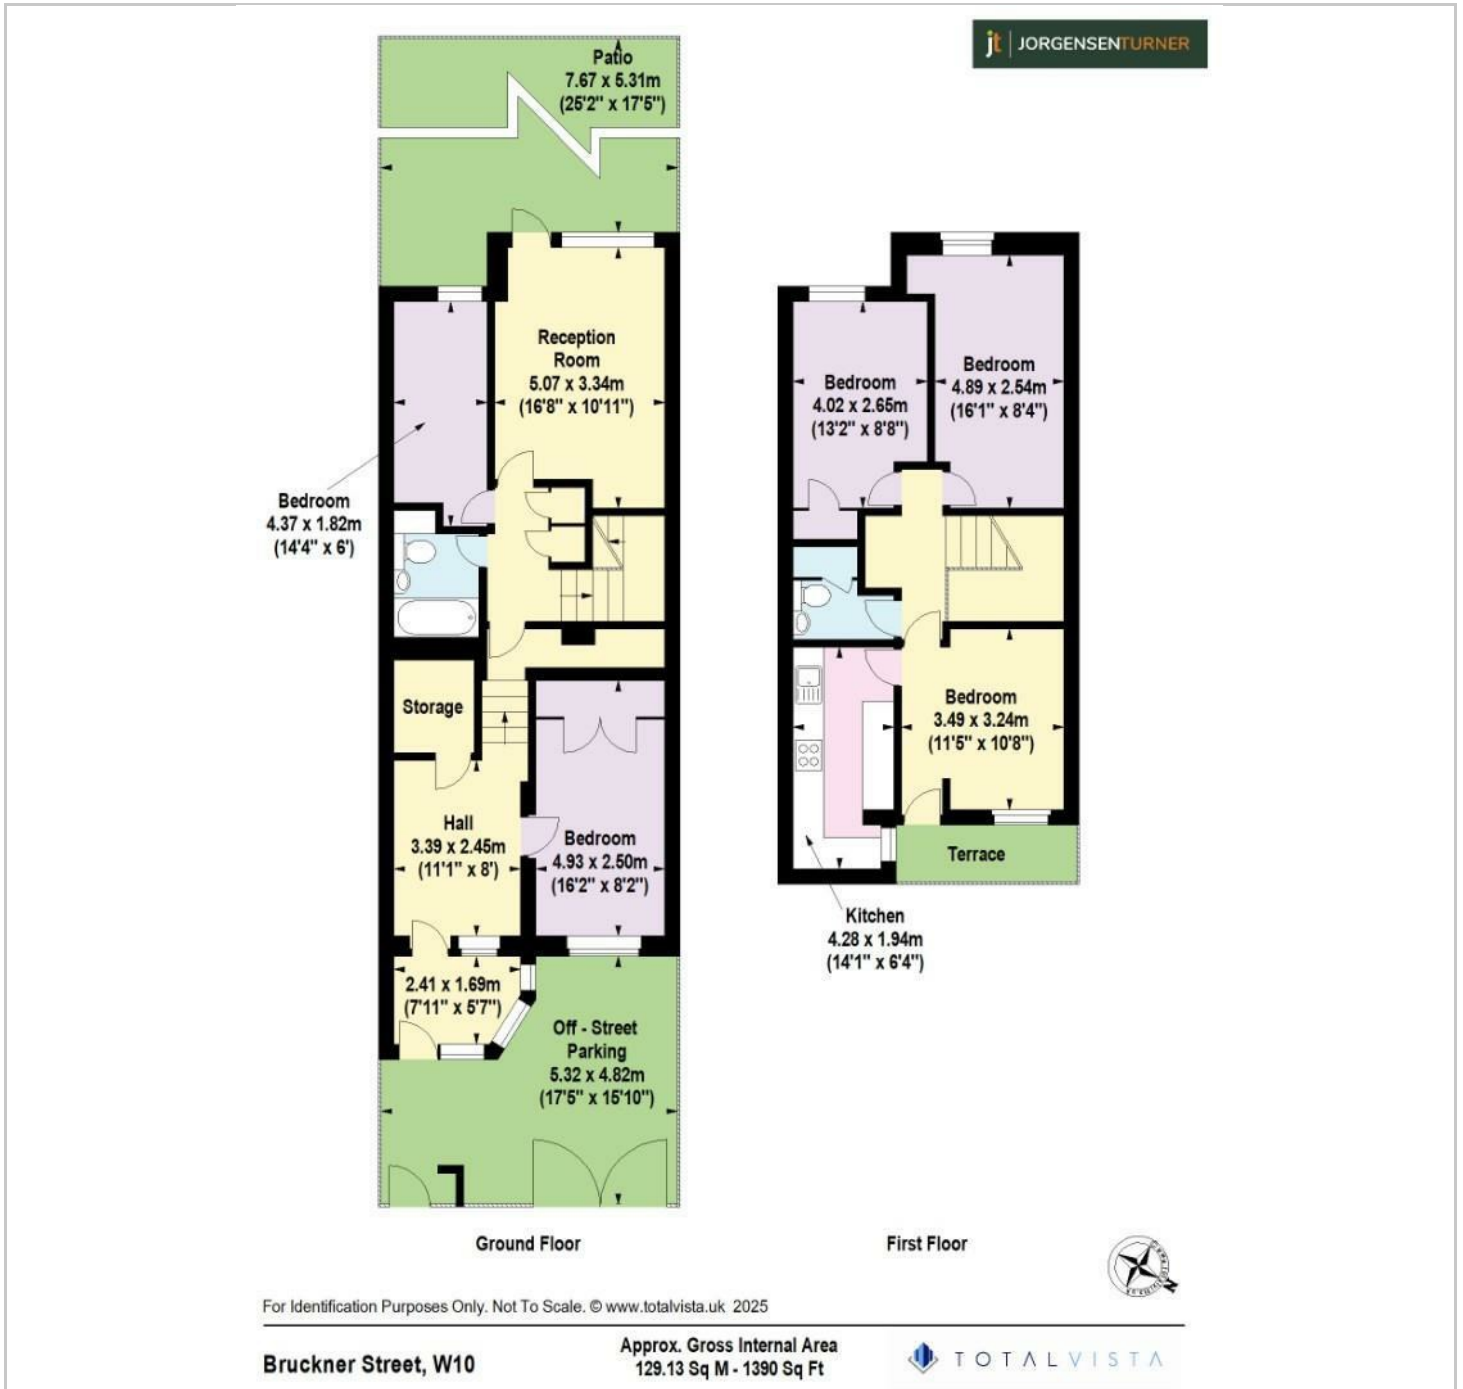 jt JORGENSENTURNER
Patio
7.67 x 5.31m
(25'2" x 17'5")
Reception
Room
5.07 x 3.34m
(16'8" x 10'11")
Bedroom
4.37 x 1.82m
(14'4" x 6')
Storage
Hall
3.39 x 2.45m
(11'1" x 8')
Bedroom
4.93 x 2.50m
(16'2" x 8'2")
2.41 x 1.69m
(7'11" x 5'7")
Off - Street
Parking
5.32 x 4.82m
(17'5" x 15'10")
Ground Floor
Bedroom
4.02 x 2.65m
(13'2" x 8'8")
Bedroom
4.89 x 2.54m
(16'1" x 8'4")
Bedroom
3.49 x 3.24m
(11'5" x 10'8")
Terrace
Kitchen
4.28 x 1.94m
(14'1" x 6'4")
First Floor
N
For Identification Purposes Only. Not To Scale. © www.totalvista.uk 2025
Bruckner Street, W10
Approx. Gross Internal Area
129.13 Sq M - 1390 Sq Ft
TOTALVISTA